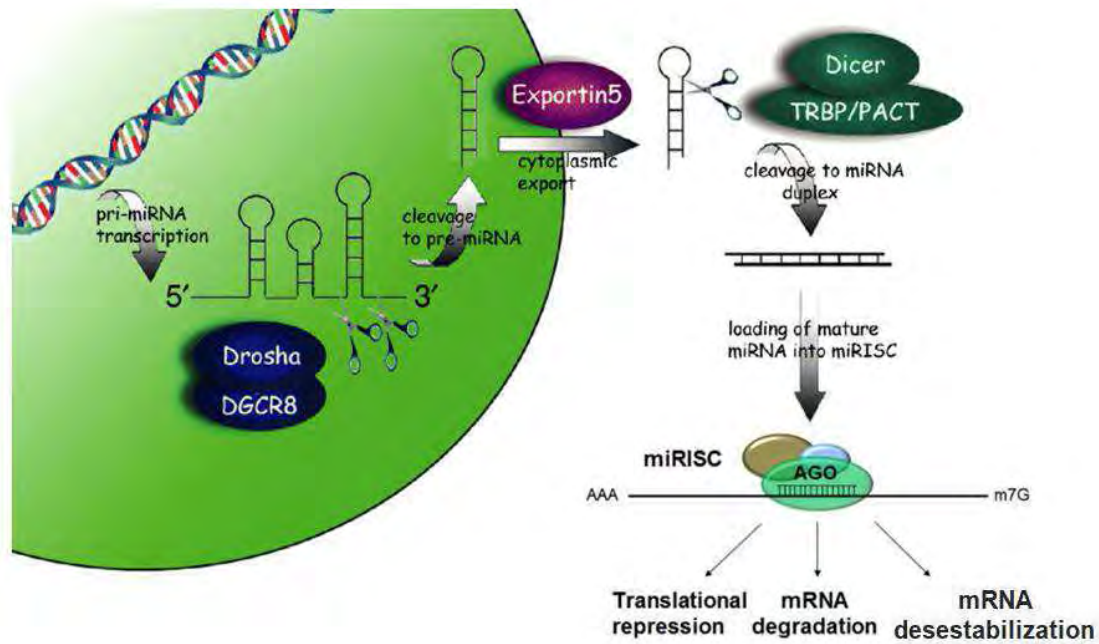 pri-miRNA
transcription
5′
3′
Drosha
DGCR8
cleavage
to pre-miRNA
Exportin5
cytoplasmic
export
Dicer
TRBP/PACT
cleavage to miRNA
duplex
loading of mature
miRNA into miRISC
miRISC
AGO
AAA
m7G
Translational
repression
mRNA
degradation
mRNA
desestabilization